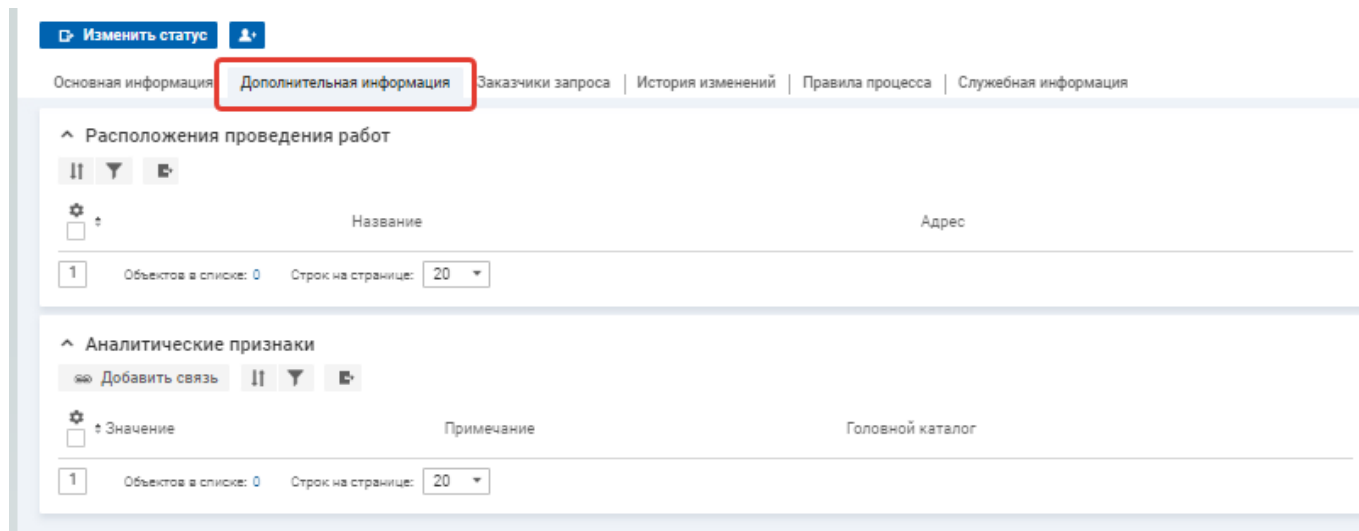 Изменить статус
Основная информация Дополнительная информация Заказчики запроса | История изменений | Правила процесса | Служебная информация
Расположения проведения работ
Название Адрес
1 Объектов в списке: 0 Строк на странице: 20
Аналитические признаки
Добавить связь
Значение Примечание Головной каталог
1 Объектов в списке: 0 Строк на странице: 20